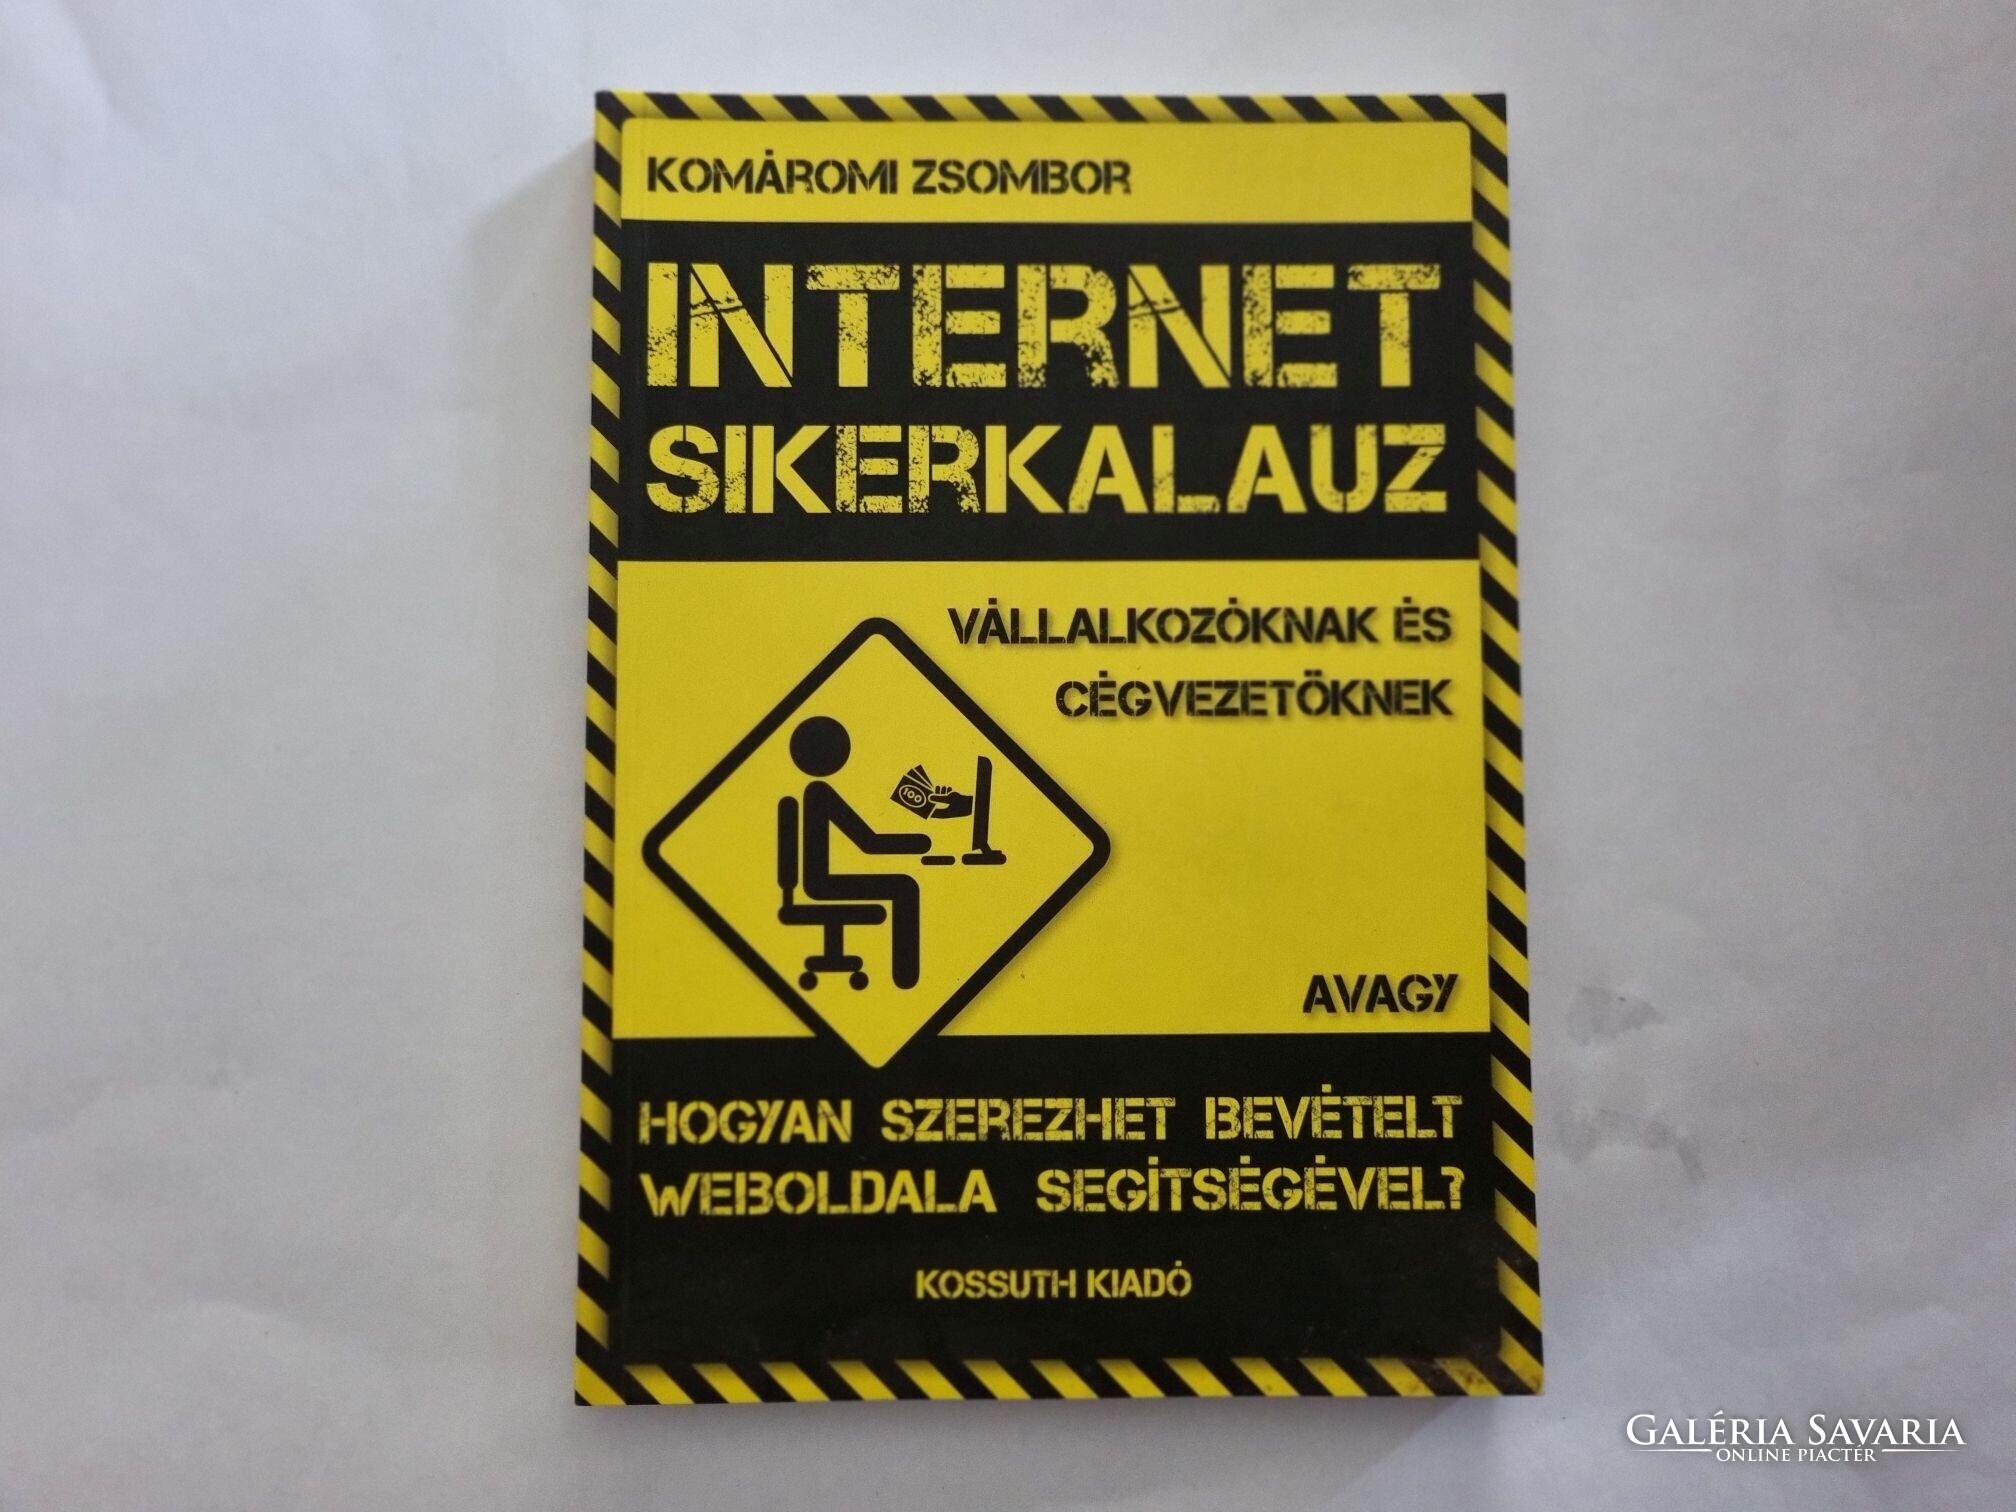 KOMÁROMI ZSOMBOR
INTERNET
SIKERKALAUZ
VÁLLALKOZÓKNAK ÉS
CÉGVEZETŐKNEK
100
AVAGY
HOGYAN SZEREZHET BEVÉTELT
WEBOLDALA SEGÍTSÉGÉVEL?
KOSSUTH KIADÓ
GALÉRIA SAVARIA
ONLINE PIACTÉR